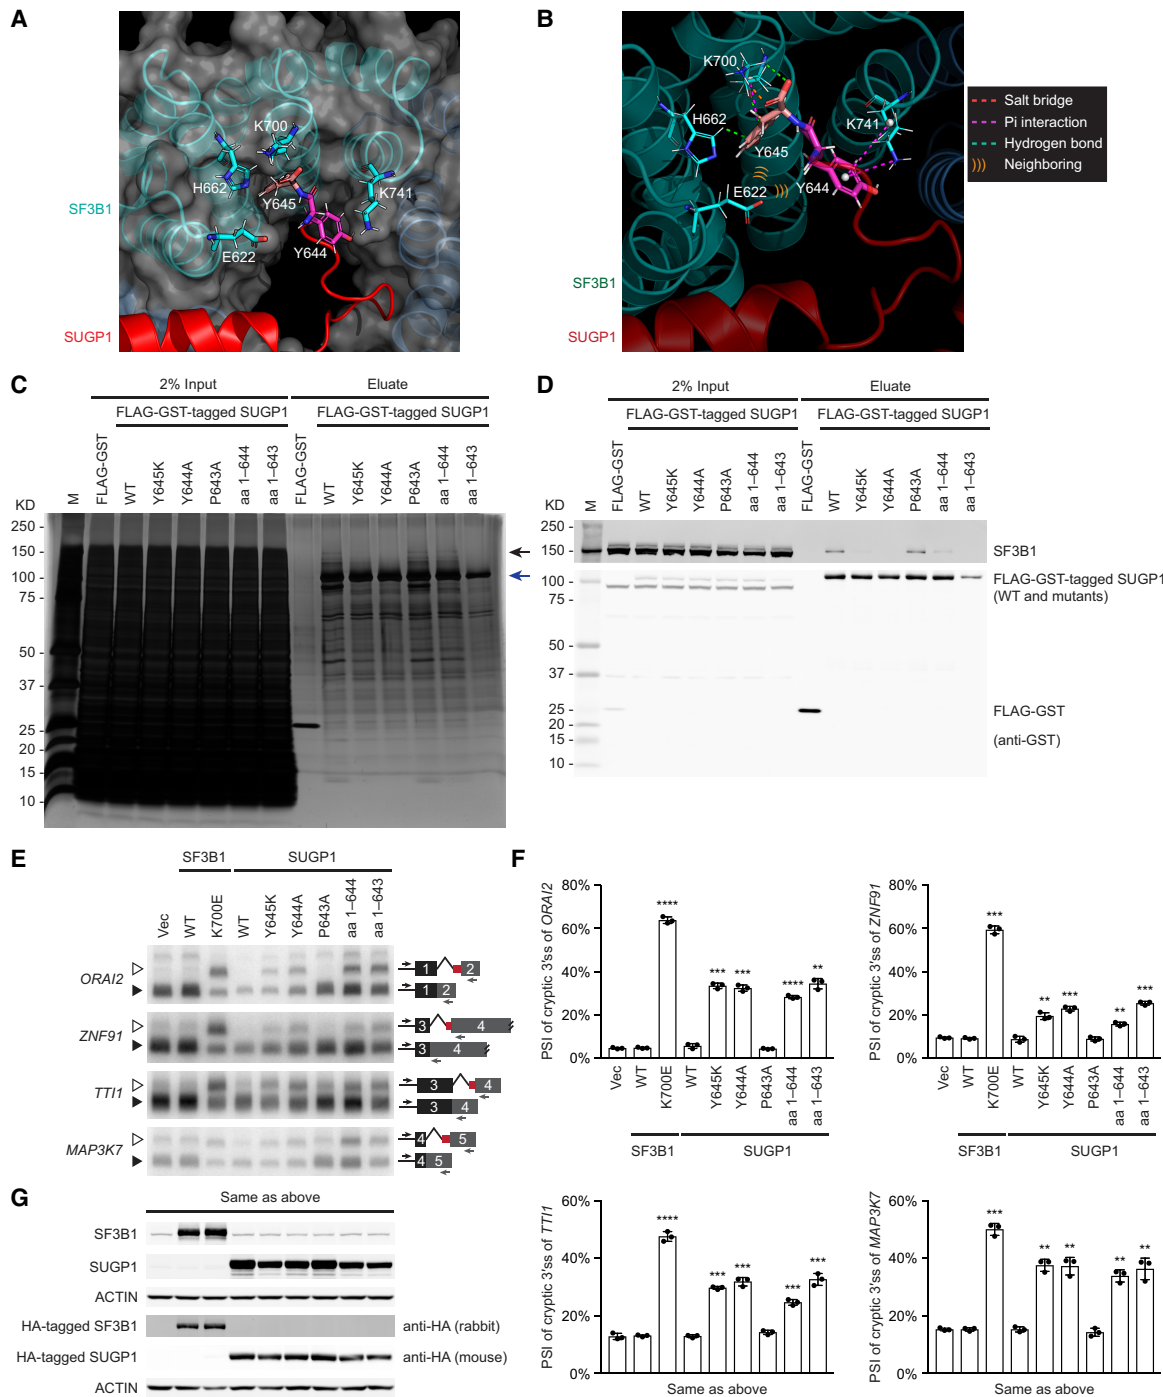 A
K700
H662
Y645
K741
SF3B1
E622
Y644
SUGP1
B
K700
H662
K741
Y645
E622
Y644
SF3B1
SUGP1
Salt bridge
Pi interaction
Hydrogen bond
Neighboring
C
2% Input
Eluate
FLAG-GST-tagged SUGP1
FLAG-GST-tagged SUGP1
KD
M
FLAG-GST
WT
Y645K
Y644A
P643A
aa 1–644
aa 1–643
FLAG-GST
WT
Y645K
Y644A
P643A
aa 1–644
aa 1–643
250
150
100
75
50
37
25
20
15
10
D
2% Input
Eluate
FLAG-GST-tagged SUGP1
FLAG-GST-tagged SUGP1
KD
M
FLAG-GST
WT
Y645K
Y644A
P643A
aa 1–644
aa 1–643
FLAG-GST
WT
Y645K
Y644A
P643A
aa 1–644
aa 1–643
250
150
100
75
50
37
25
20
15
10
SF3B1
FLAG-GST-tagged SUGP1
(WT and mutants)
FLAG-GST
(anti-GST)
E
SF3B1
SUGP1
Vec
WT
K700E
WT
Y645K
Y644A
P643A
aa 1–644
aa 1–643
ORAI2
1 2
1 2
ZNF91
3 4
3 4
TTI1
3 4
3 4
MAP3K7
4 5
4 5
F
PSI of cryptic 3'ss of ORAI2
80%
60%
40%
20%
0%
****
***
***
****
**
Vec
WT
K700E
WT
Y645K
Y644A
P643A
aa 1–644
aa 1–643
SF3B1
SUGP1
PSI of cryptic 3'ss of ZNF91
80%
60%
40%
20%
0%
***
**
***
**
***
Vec
WT
K700E
WT
Y645K
Y644A
P643A
aa 1–644
aa 1–643
SF3B1
SUGP1
PSI of cryptic 3'ss of TTI1
60%
40%
20%
0%
****
***
***
***
***
Same as above
PSI of cryptic 3'ss of MAP3K7
60%
40%
20%
0%
***
**
**
**
**
Same as above
G
Same as above
SF3B1
SUGP1
ACTIN
HA-tagged SF3B1
anti-HA (rabbit)
HA-tagged SUGP1
anti-HA (mouse)
ACTIN